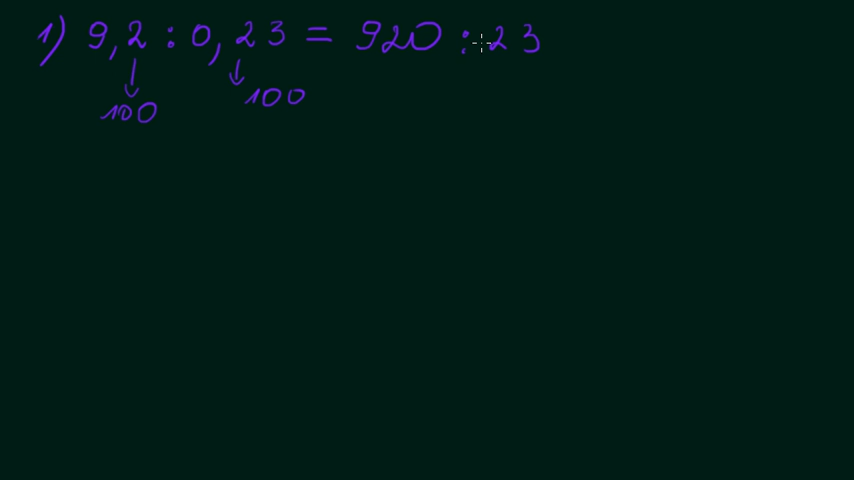 1) 9,2 : 0,23 = 920 : 23
100 100